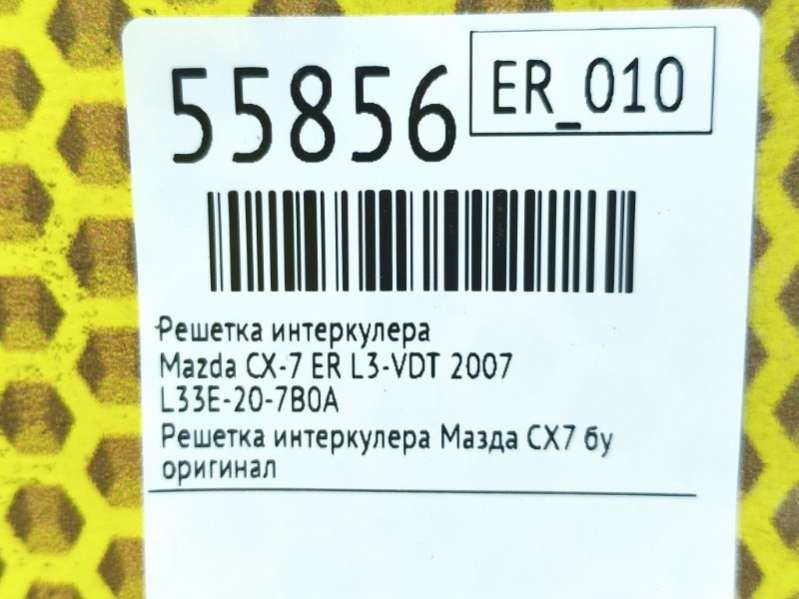 55856
ER_010
Решетка интеркулера
Mazda CX-7 ER L3-VDT 2007
L33E-20-7B0A
Решетка интеркулера Мазда СХ7 бу
оригинал